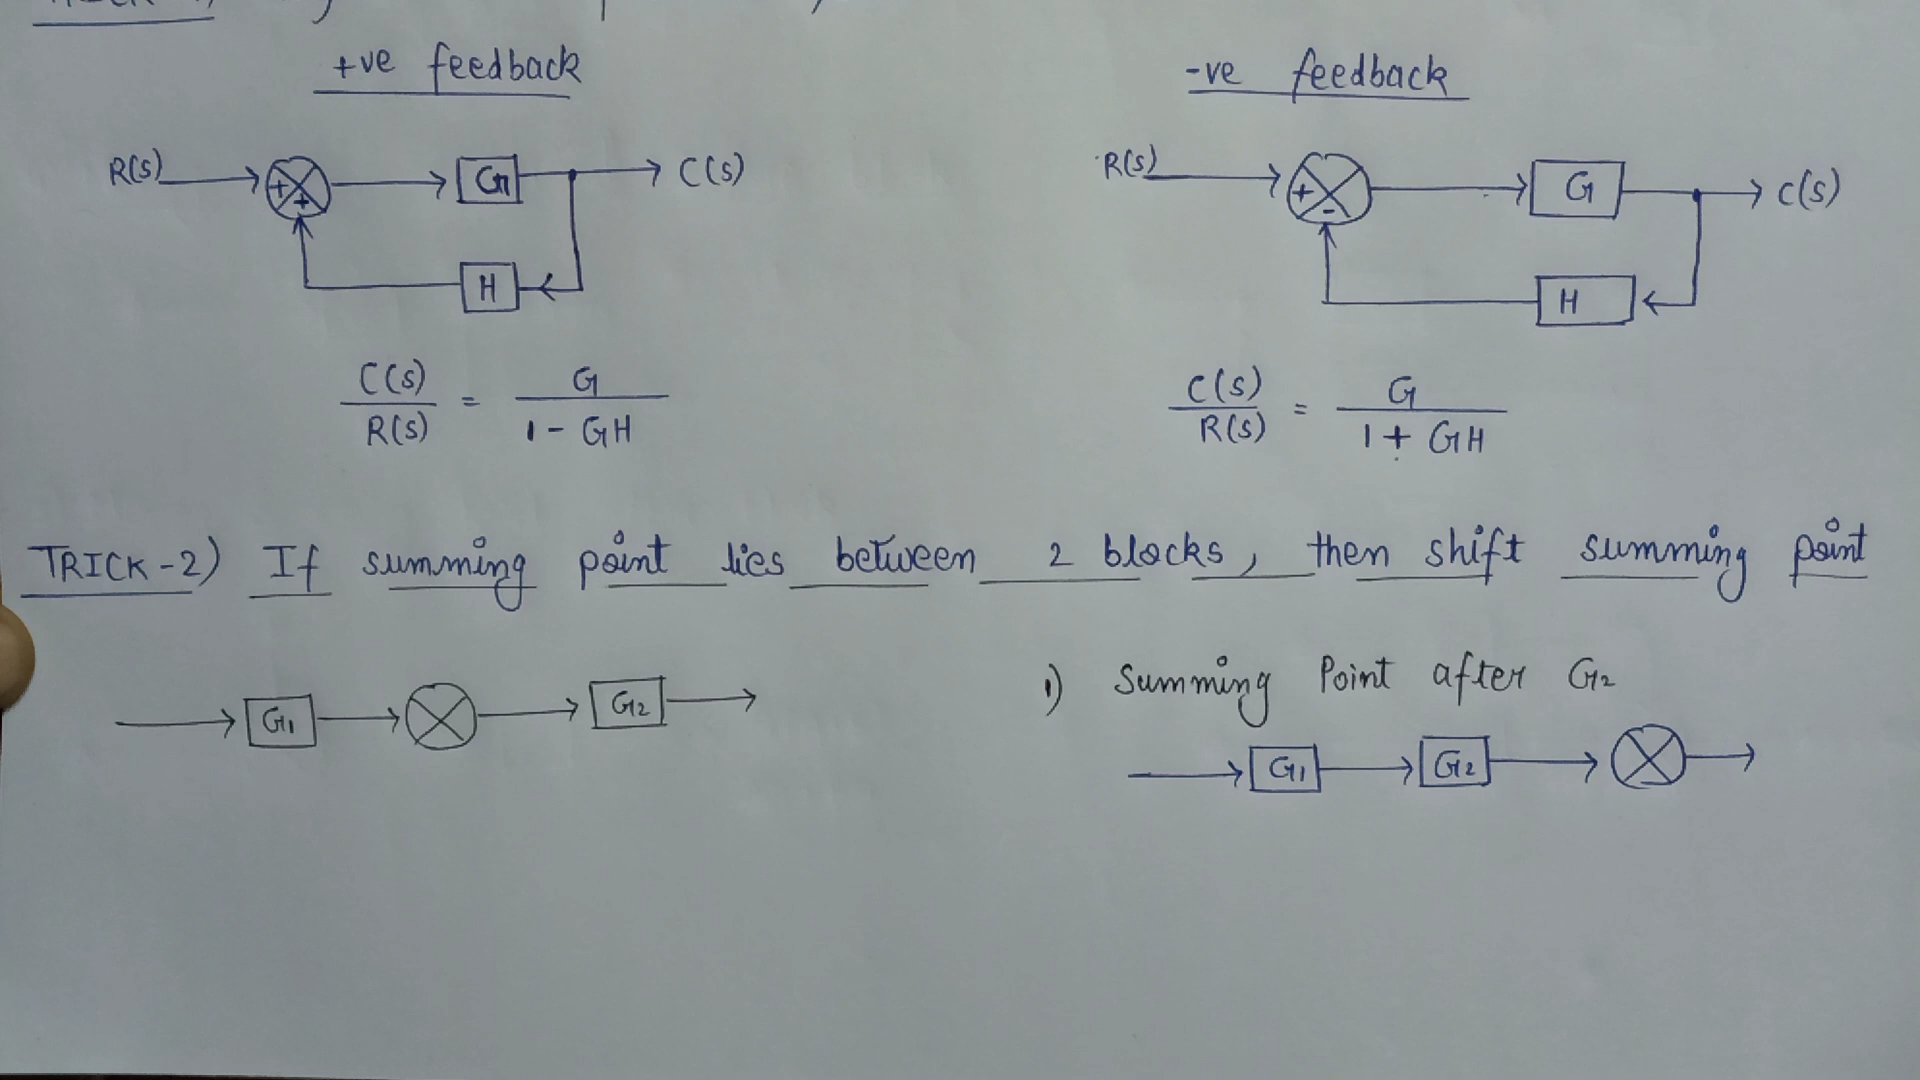 +ve feedback
-ve feedback
R(s) + + G C(s)
H
R(s) + - G C(s)
H
C(s) / R(s) = G / 1 - GH
C(s) / R(s) = G / 1 + GH
TRICK-2) If summing point lies between 2 blocks, then shift summing point
G1 G2
1) Summing Point after G2
G1 G2